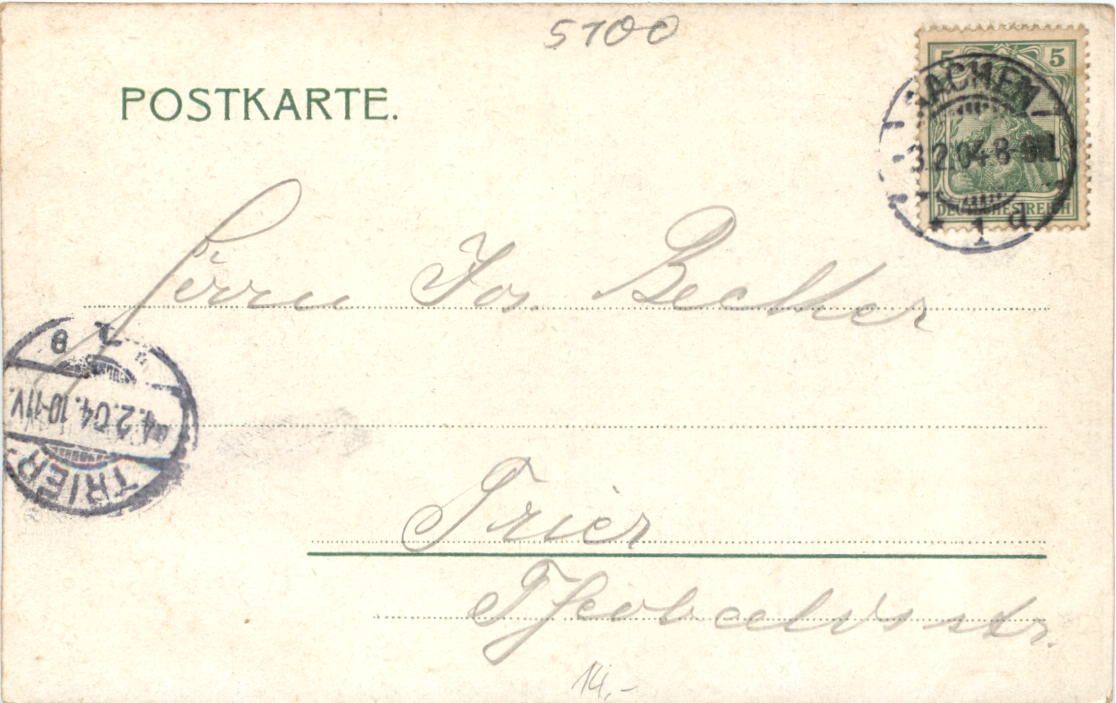 5100
POSTKARTE.
5 5
AACHEN
3.2.04.8-9N.
DEUTSCHES REICH
* 1 d
Herrn Jos. Becker
4.2.04.10-11V.
TRIER
Trier
Theobaldsstr.
14,-